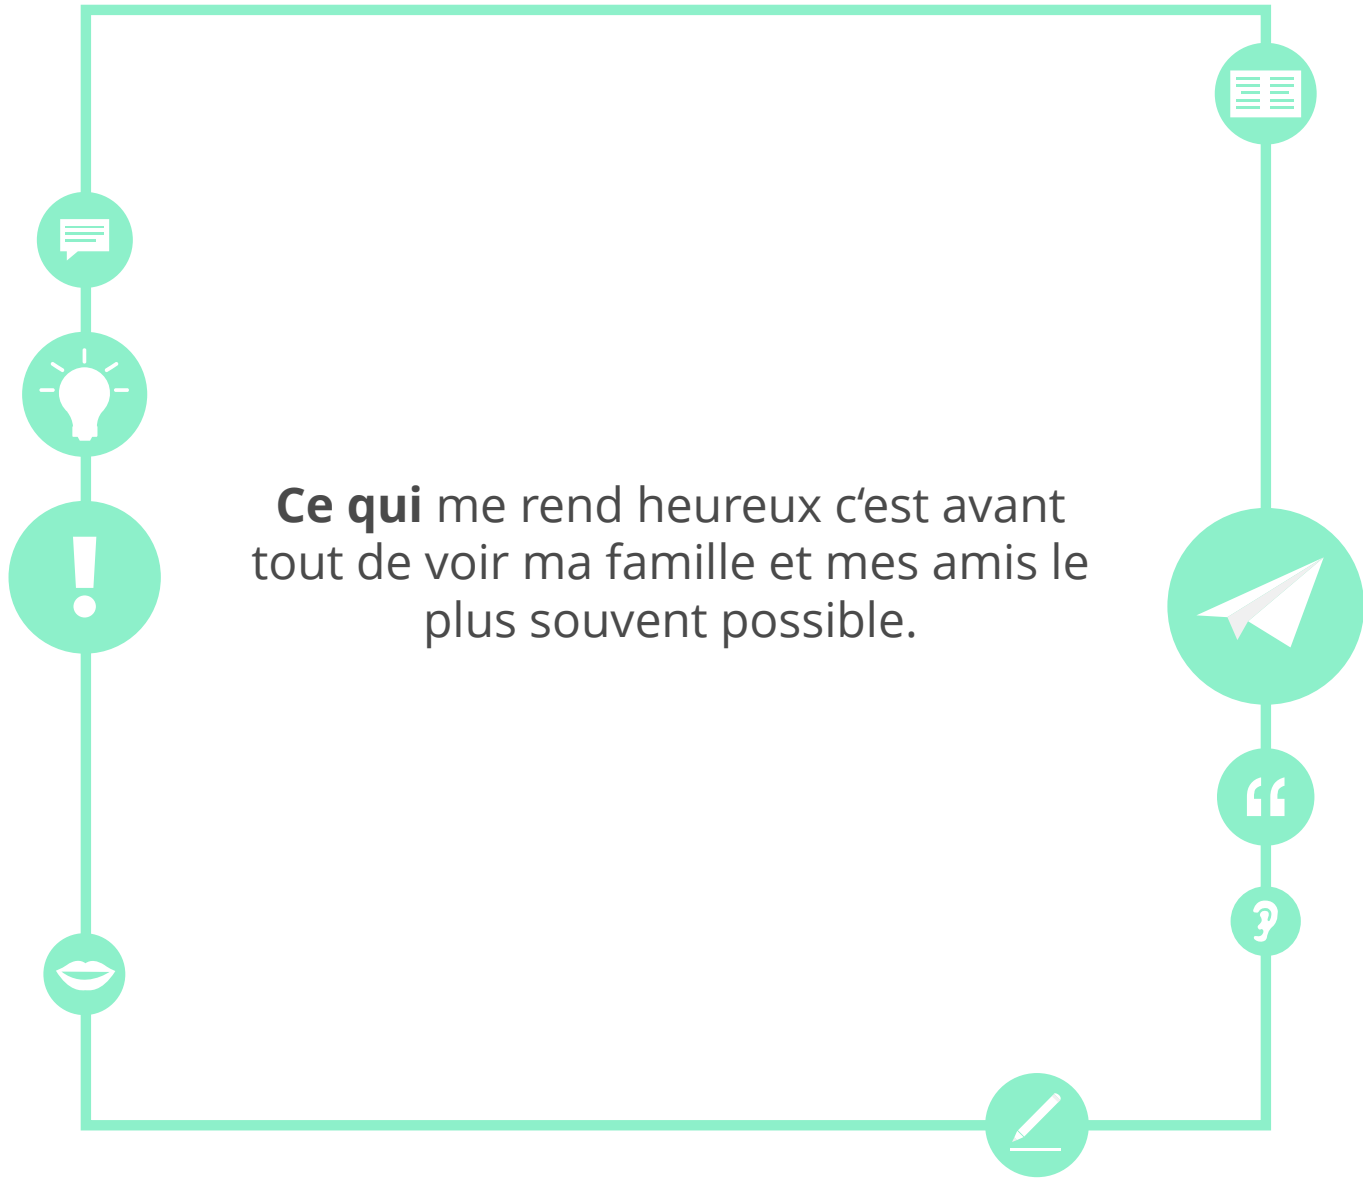 Ce qui me rend heureux c‘est avant
tout de voir ma famille et mes amis le
plus souvent possible.